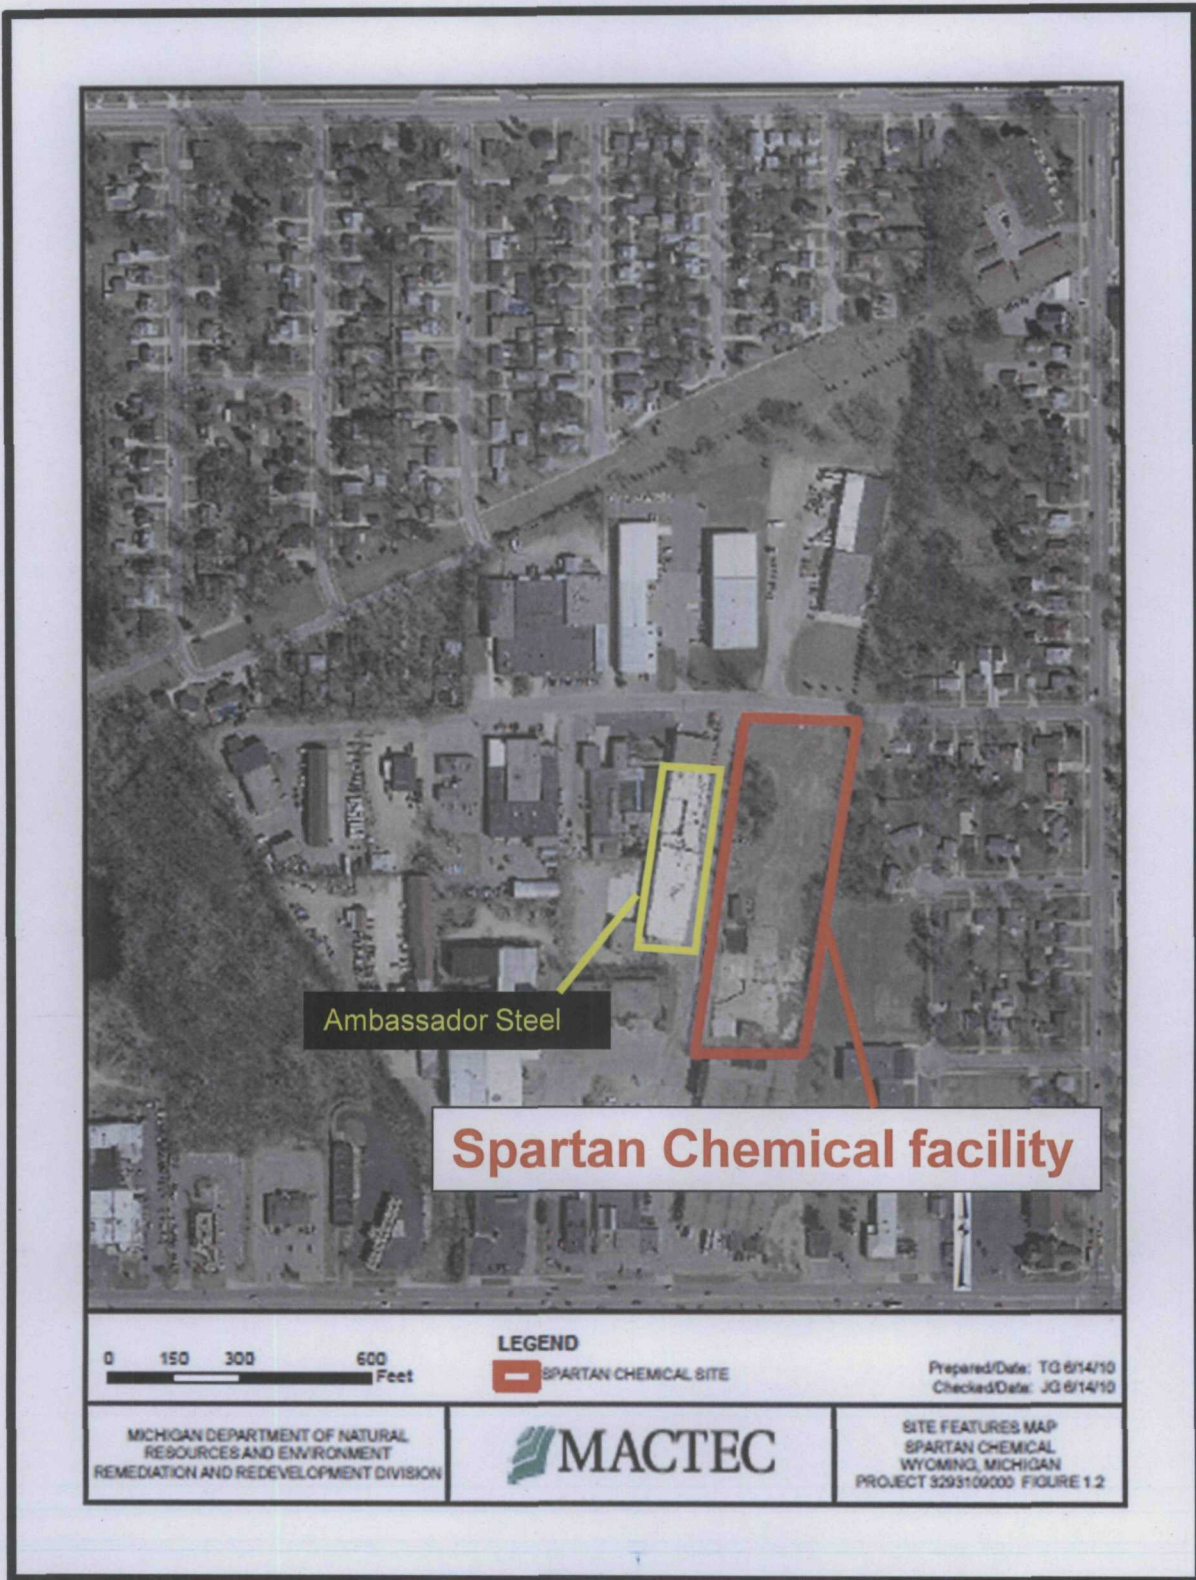 Ambassador Steel
Spartan Chemical facility
0 150 300 600
Feet
LEGEND
SPARTAN CHEMICAL SITE
Prepared/Date: TG 6/14/10
Checked/Date: JG 6/14/10
MICHIGAN DEPARTMENT OF NATURAL
RESOURCES AND ENVIRONMENT
REMEDIATION AND REDEVELOPMENT DIVISION
MACTEC
SITE FEATURES MAP
SPARTAN CHEMICAL
WYOMING, MICHIGAN
PROJECT 3293109000 FIGURE 1.2